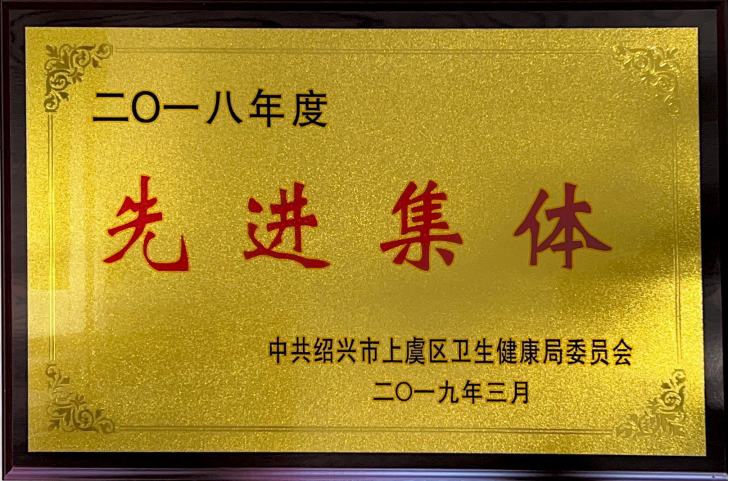 二〇一八年度
先进集体
中共绍兴市上虞区卫生健康局委员会
二〇一九年三月